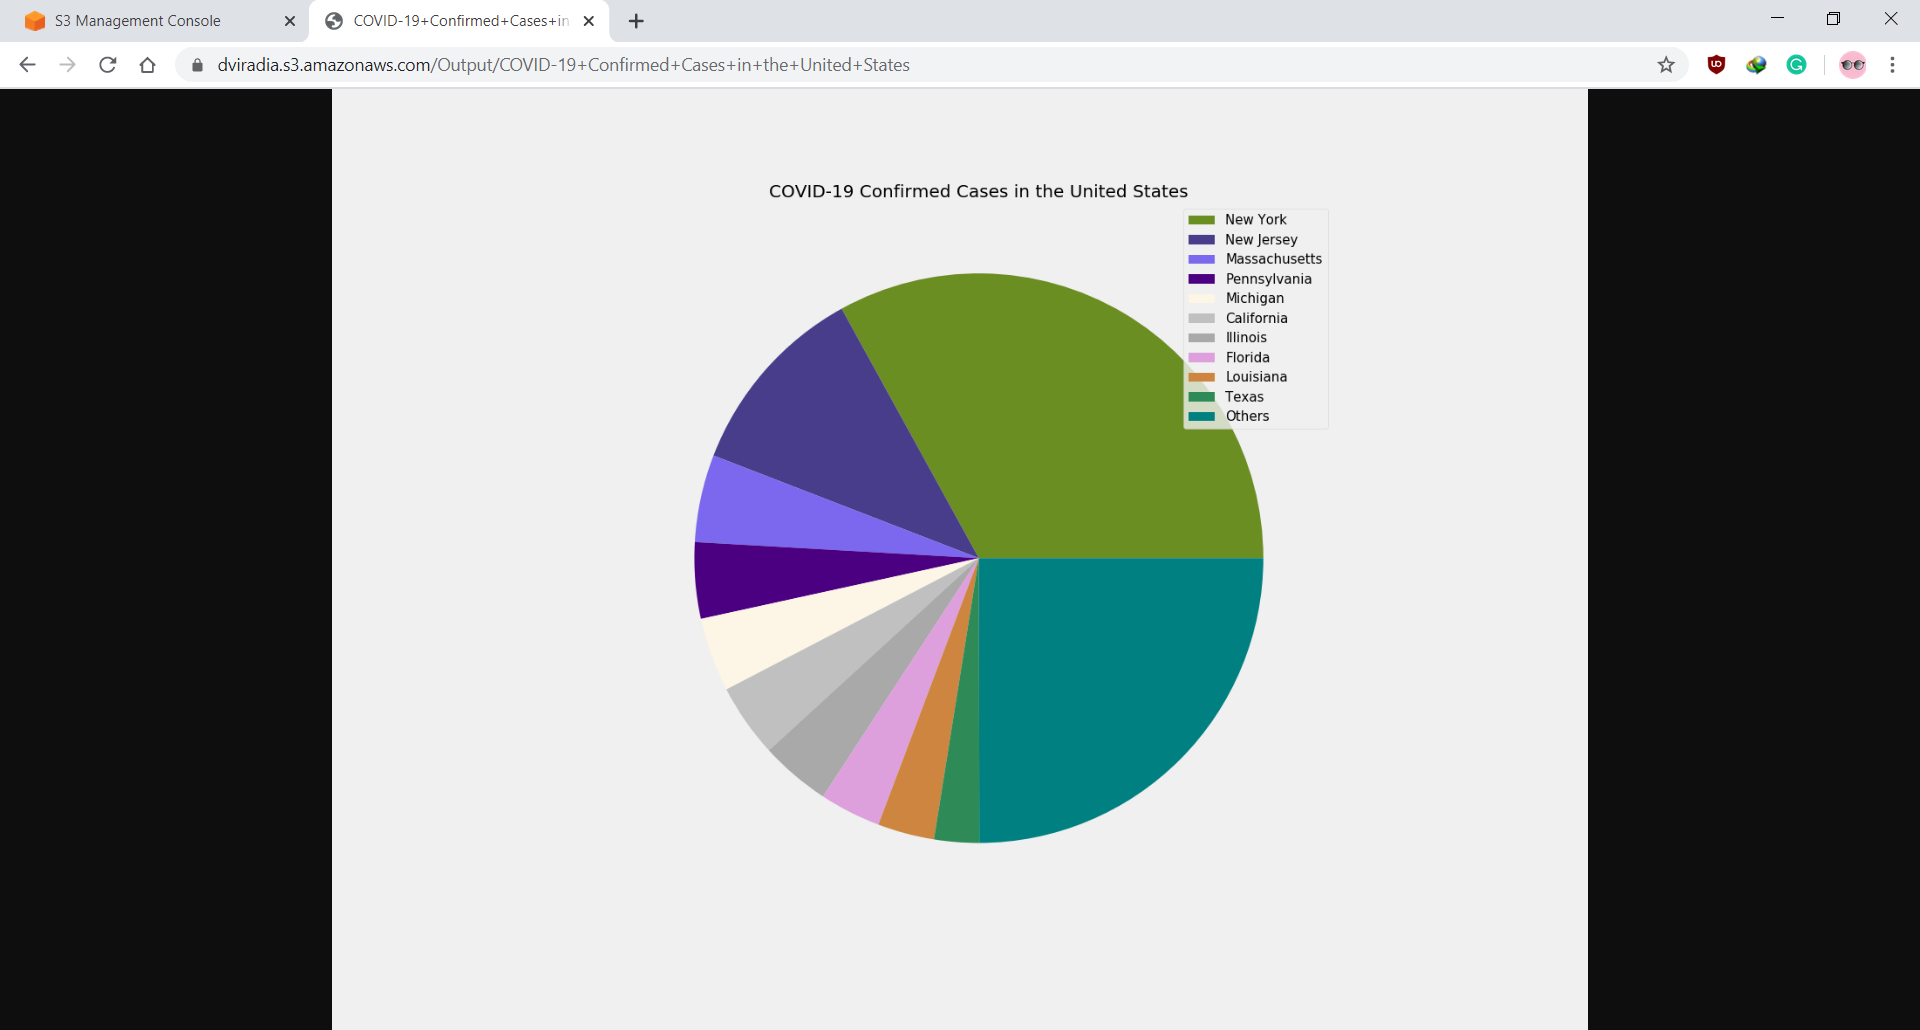 S3 Management Console
COVID-19+Confirmed+Cases+in
dviradia.s3.amazonaws.com/Output/COVID-19+Confirmed+Cases+in+the+United+States
COVID-19 Confirmed Cases in the United States
New York
New Jersey
Massachusetts
Pennsylvania
Michigan
California
Illinois
Florida
Louisiana
Texas
Others